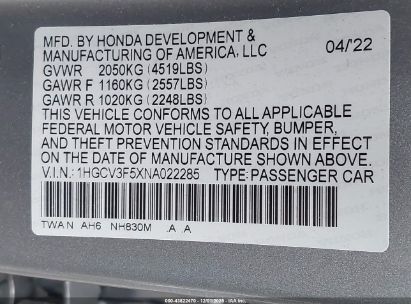 MFD. BY HONDA DEVELOPMENT &
MANUFACTURING OF AMERICA, LLC 04/'22
GVWR 2050KG (4519LBS)
GAWR F 1160KG (2557LBS)
GAWR R 1020KG (2248LBS)
THIS VEHICLE CONFORMS TO ALL APPLICABLE
FEDERAL MOTOR VEHICLE SAFETY, BUMPER,
AND THEFT PREVENTION STANDARDS IN EFFECT
ON THE DATE OF MANUFACTURE SHOWN ABOVE.
V.I.N.: 1HGCV3F5XNA022285 TYPE: PASSENGER CAR
TWA N AH6 NH830M .A .A